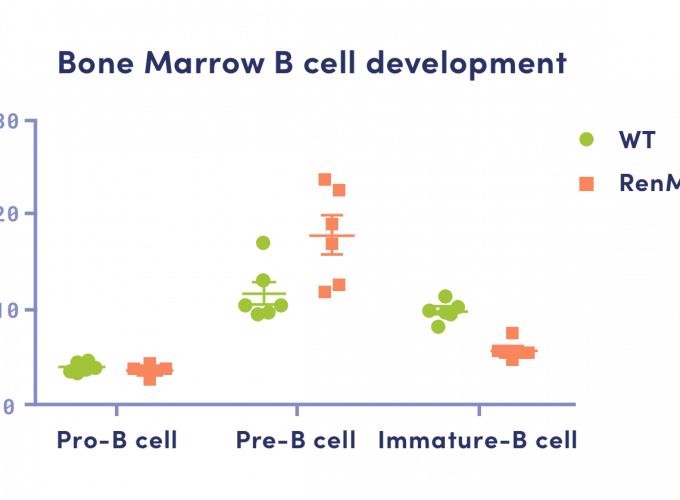 Bone Marrow B cell development
30
WT
RenM
20
10
0
Pro-B cell
Pre-B cell
Immature-B cell